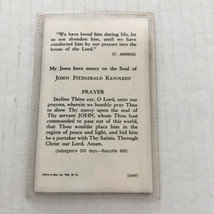 "We have loved him during life, let
us not abandon him, until we have
conducted him by our prayers into the
house of the Lord."
ST. AMBROSE
My Jesus have mercy on the Soul of
JOHN FITZGERALD KENNEDY
PRAYER
Incline Thine ear, O Lord, unto our
prayers, wherein we humbly pray Thee
to show Thy mercy upon the soul of
Thy servant JOHN, whom Thou hast
commanded to pass out of this world,
that Thou wouldst place him in the
region of peace and light, and bid him
be a partaker with Thy Saints. Through
Christ our Lord. Amen.
(Indulgence 500 days—Raccolta 600)